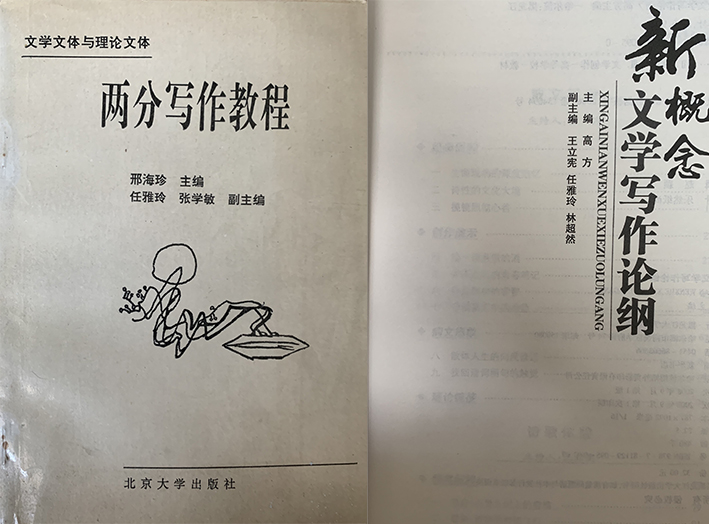 文学文体与理论文体
两分写作教程
邢海珍 主编
任雅玲 张学敏 副主编
北京大学出版社
新概念
文学写作论纲
XINGAINIANWENXUEXIEZUOLUNGANG
主编 高方
副主编 王立宪 任雅玲 林超然